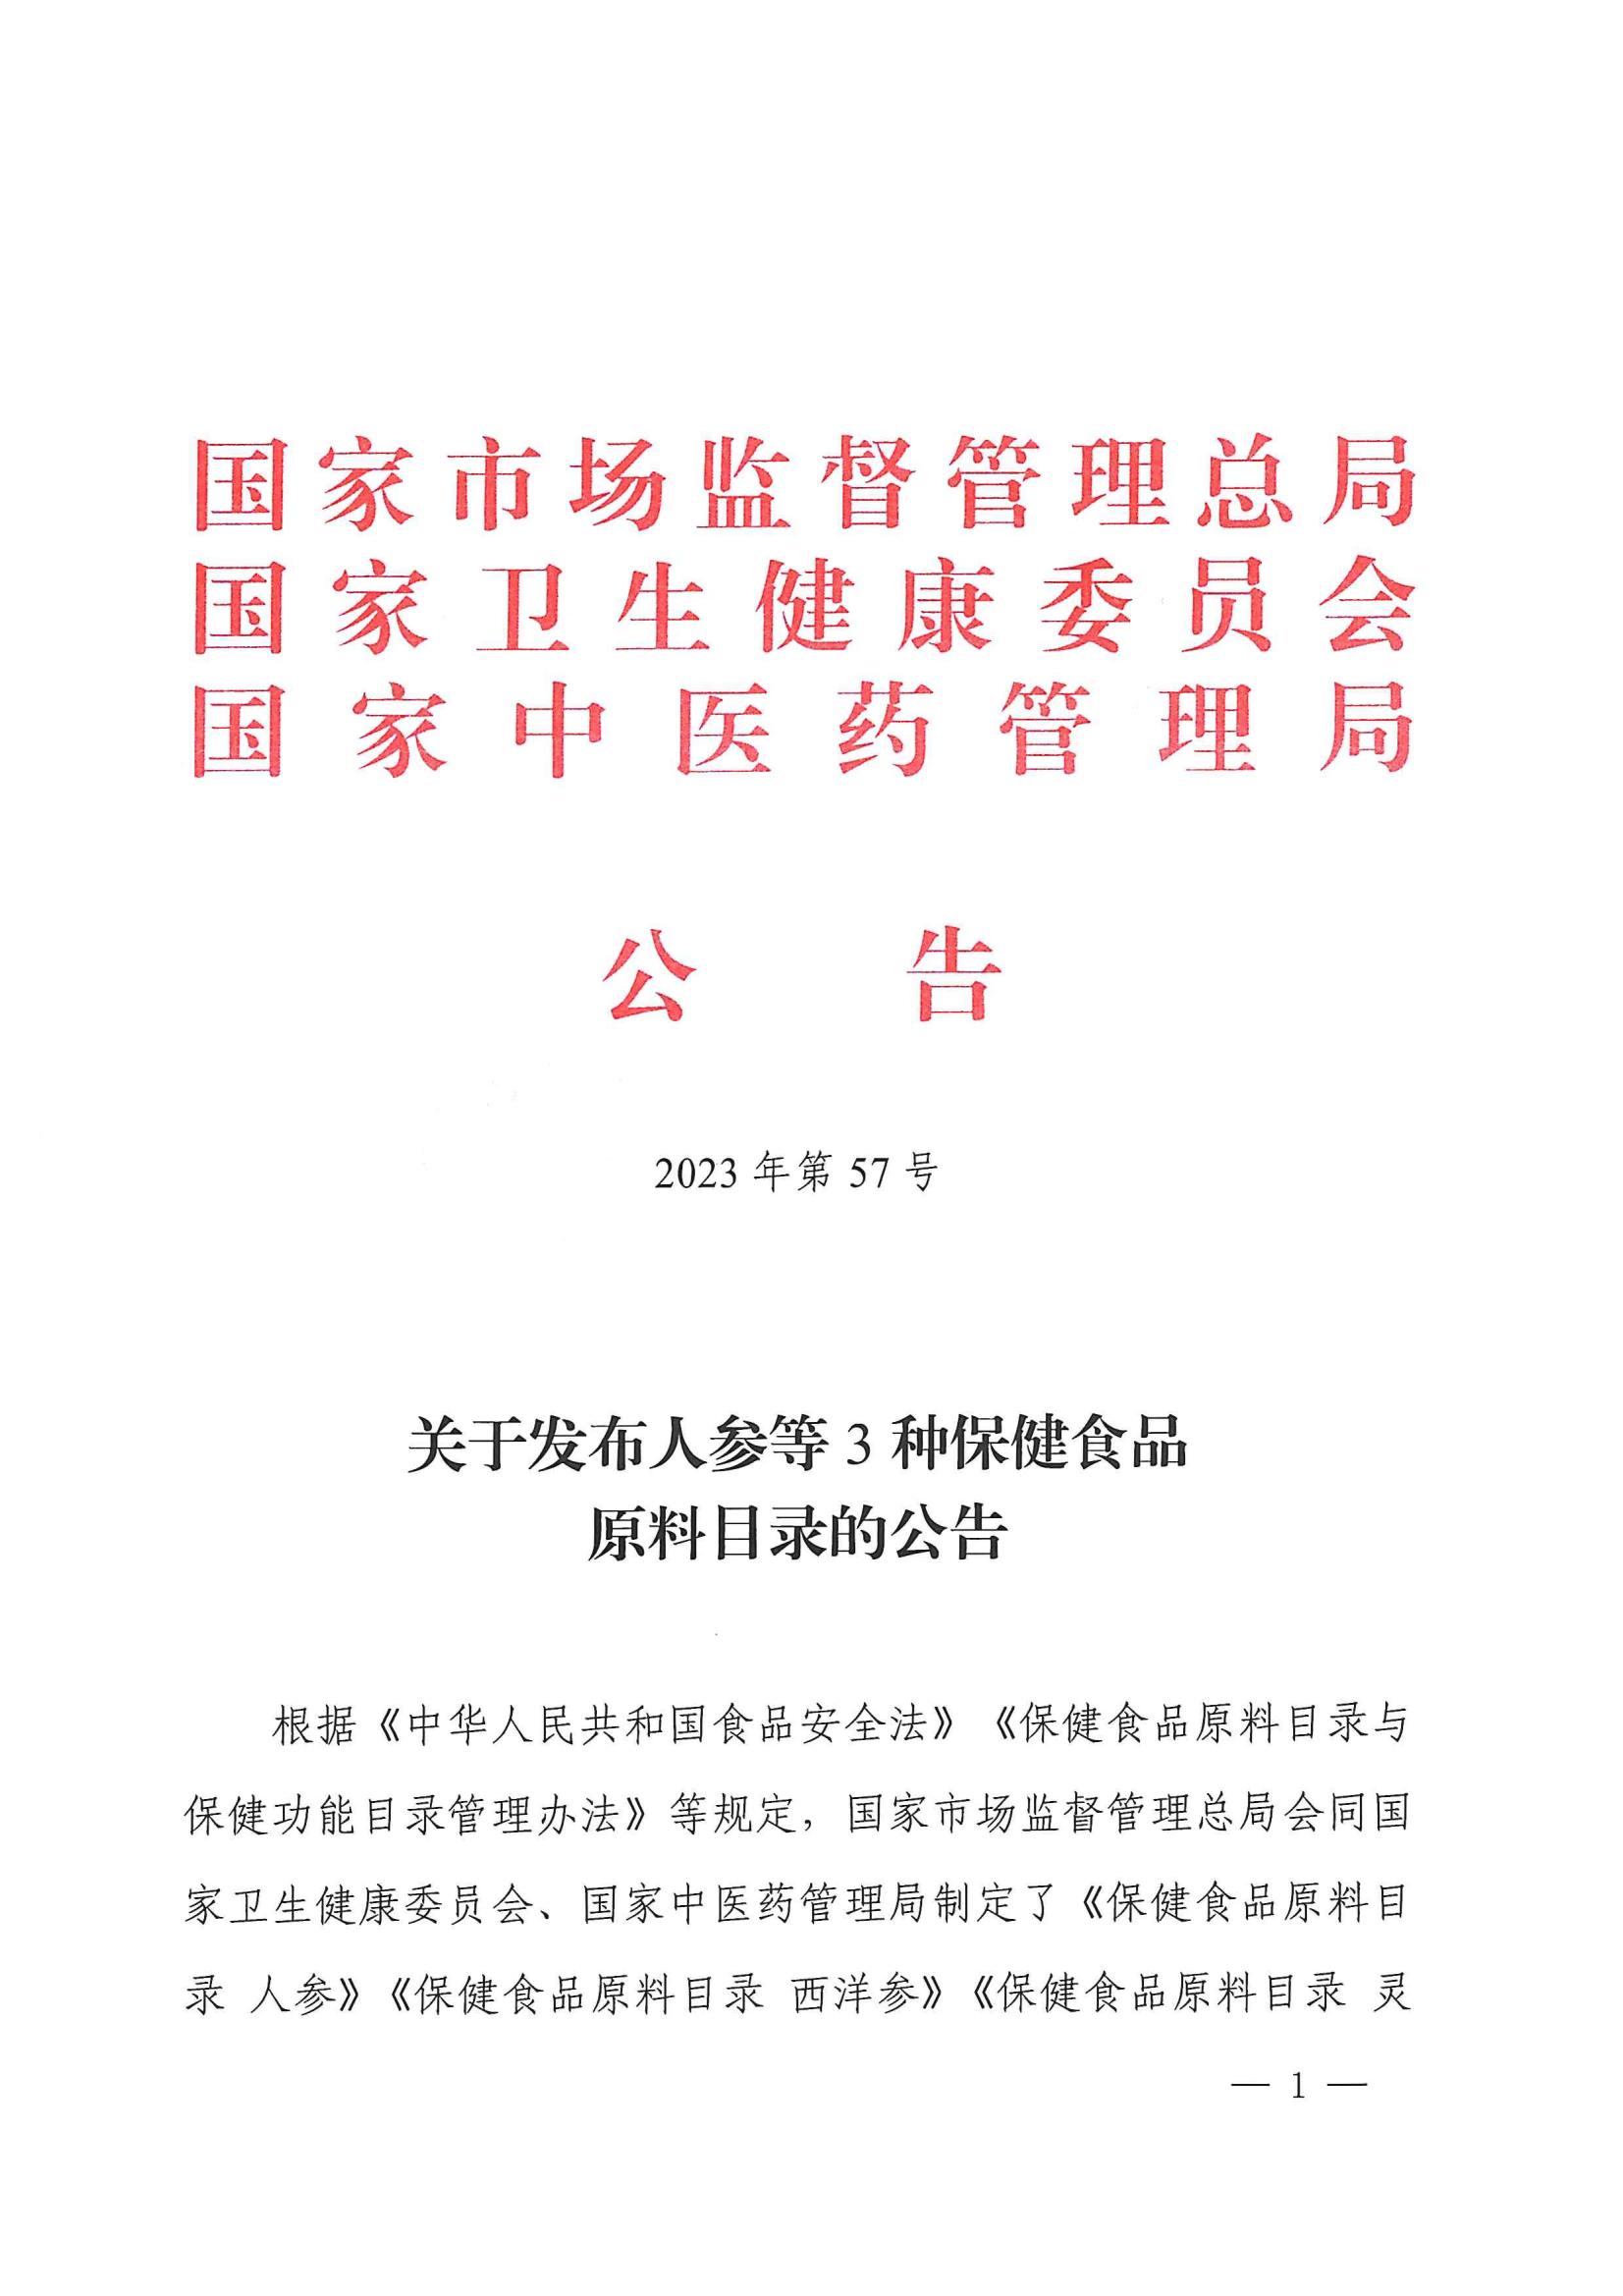 国家市场监督管理总局
国家卫生健康委员会
国家中医药管理局
公告
2023 年第 57 号
关于发布人参等 3 种保健食品
原料目录的公告
根据《中华人民共和国食品安全法》《保健食品原料目录与
保健功能目录管理办法》等规定，国家市场监督管理总局会同国
家卫生健康委员会、国家中医药管理局制定了《保健食品原料目
录 人参》《保健食品原料目录 西洋参》《保健食品原料目录 灵
— 1 —